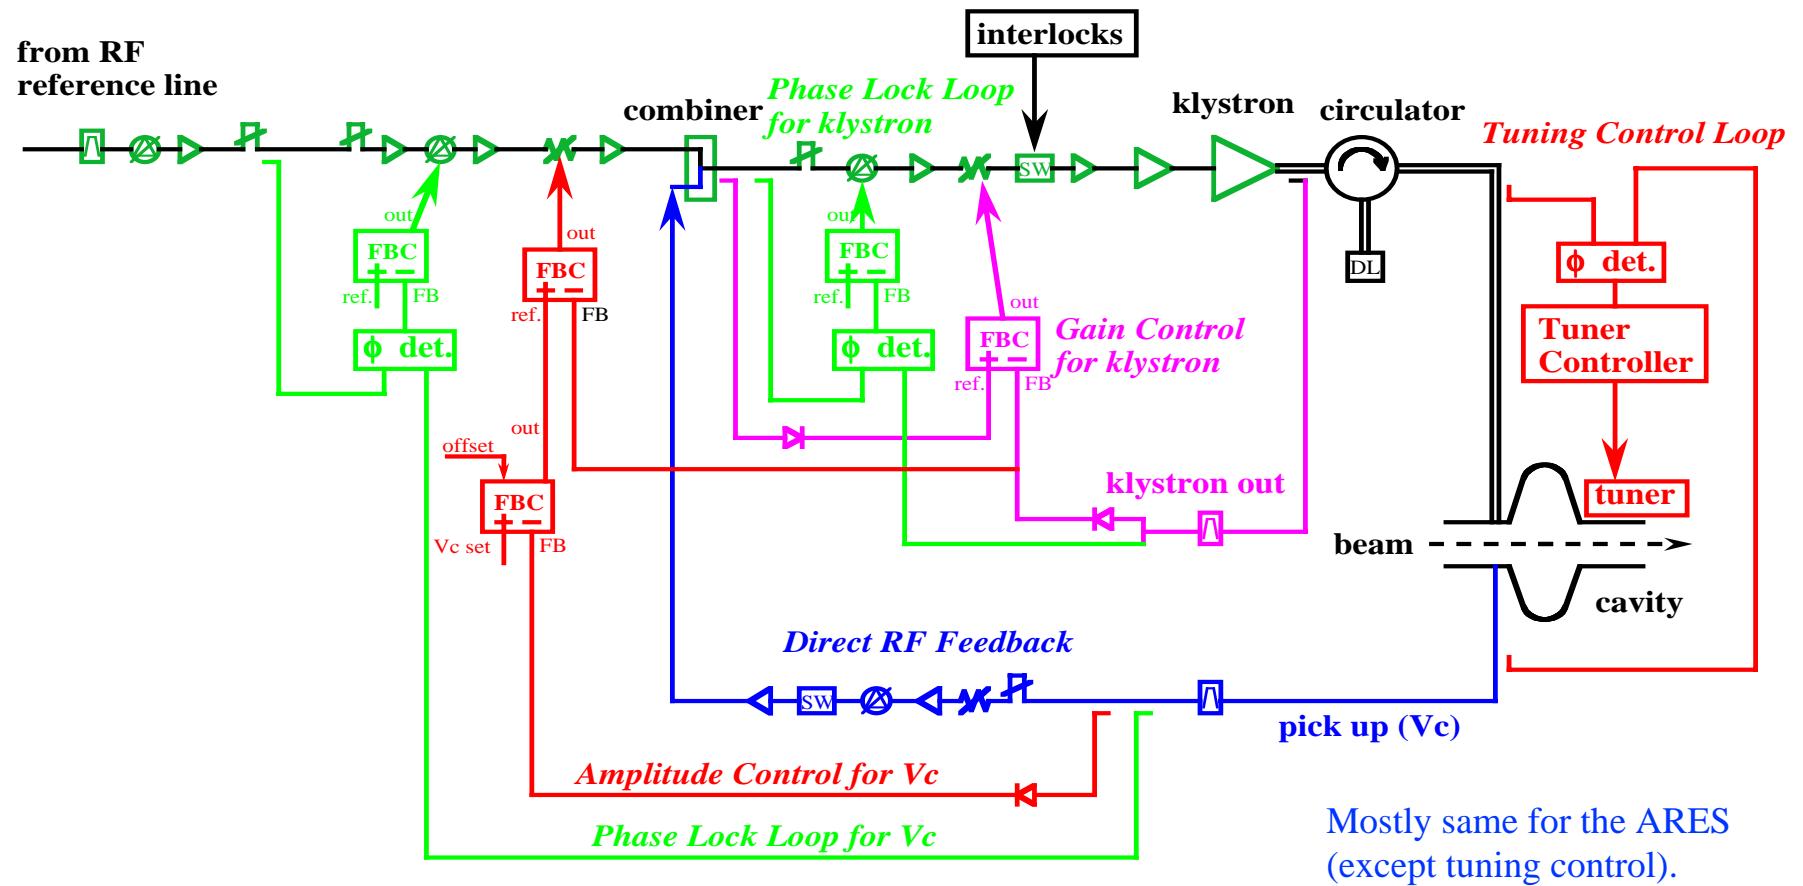 from RF
reference line
interlocks
combiner
Phase Lock Loop
for klystron
klystron
circulator
Tuning Control Loop
SW
out
FBC
ref.
FB
ϕ det.
out
FBC
ref.
FB
out
FBC
ref.
FB
ϕ det.
out
FBC
ref.
FB
Gain Control
for klystron
DL
ϕ det.
Tuner
Controller
tuner
offset
out
FBC
Vc set
FB
klystron out
beam
cavity
Direct RF Feedback
SW
pick up (Vc)
Amplitude Control for Vc
Phase Lock Loop for Vc
Mostly same for the ARES
(except tuning control).